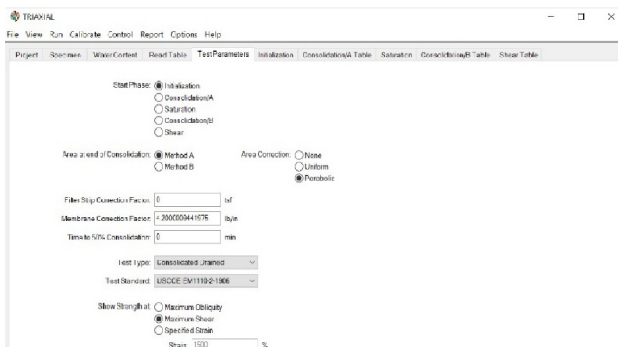 TRIAXIAL
File View Run Calibrate Control Report Options Help
Project Specimen Water Content Read Table Test Parameters Initialization Consolidation/A Table Saturation Consolidation/B Table Shear Table
Start Phase: Initialization
Consolidation/A
Saturation
Consolidation/B
Shear
Area at end of Consolidation: Method A Area Correction: None
Method B Uniform
Parabolic
Filter Strip Correction Factor: 0 tsf
Membrane Correction Factor: lb/in
Time to 50% Consolidation: 0 min
Test Type: Consolidated Drained
Test Standard: USCOE EM1110-2-1906
Show Strength at: Maximum Obliquity
Maximum Shear
Specified Strain
Strain 1500 %